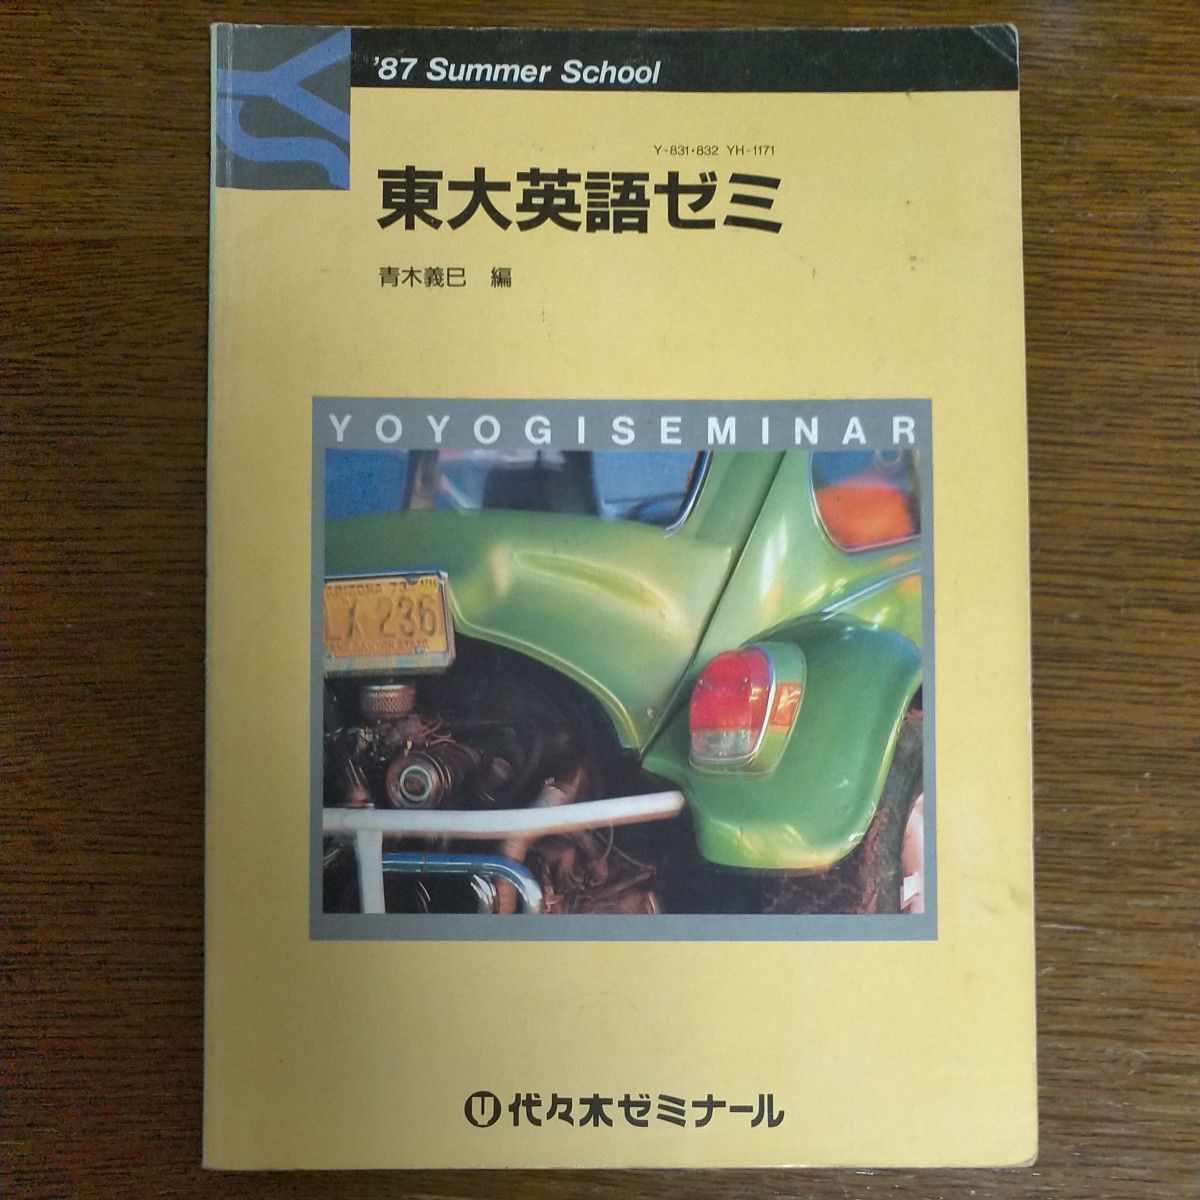 '87 Summer School
Y-831・832 YH-1171
東大英語ゼミ
青木義巳 編
YOYOGISEMINAR
ARIZONA 73
LX 236
代々木ゼミナール